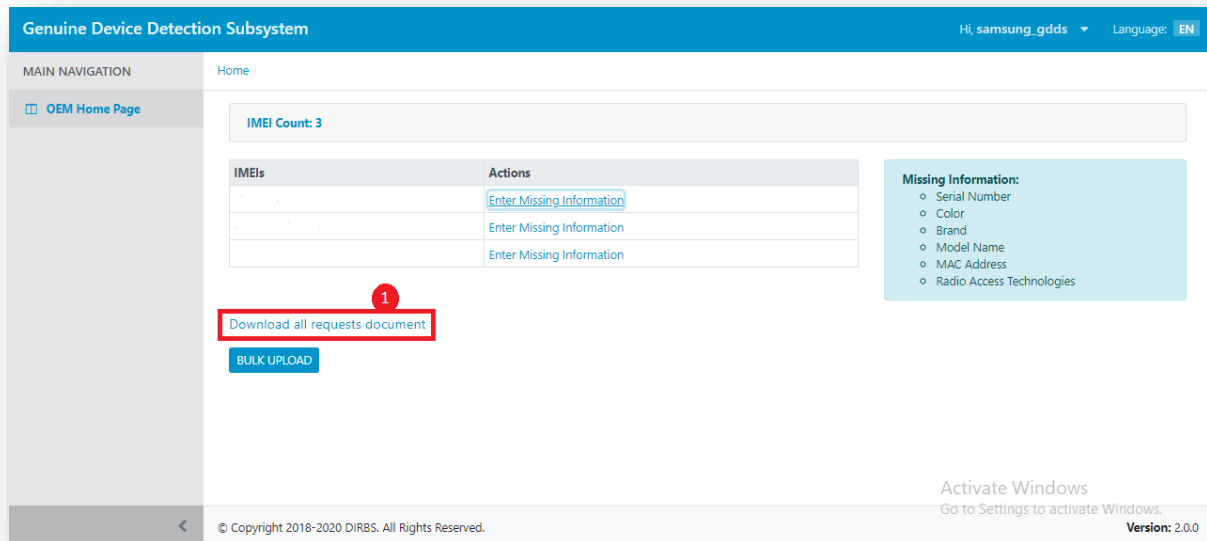 Genuine Device Detection Subsystem
Hi, samsung_gdds
Language: EN
MAIN NAVIGATION
OEM Home Page
Home
IMEI Count: 3
IMEIs Actions
Enter Missing Information
Enter Missing Information
Enter Missing Information
Missing Information:
Serial Number
Color
Brand
Model Name
MAC Address
Radio Access Technologies
1
Download all requests document
BULK UPLOAD
Activate Windows
Go to Settings to activate Windows.
© Copyright 2018-2020 DIRBS. All Rights Reserved.
Version: 2.0.0